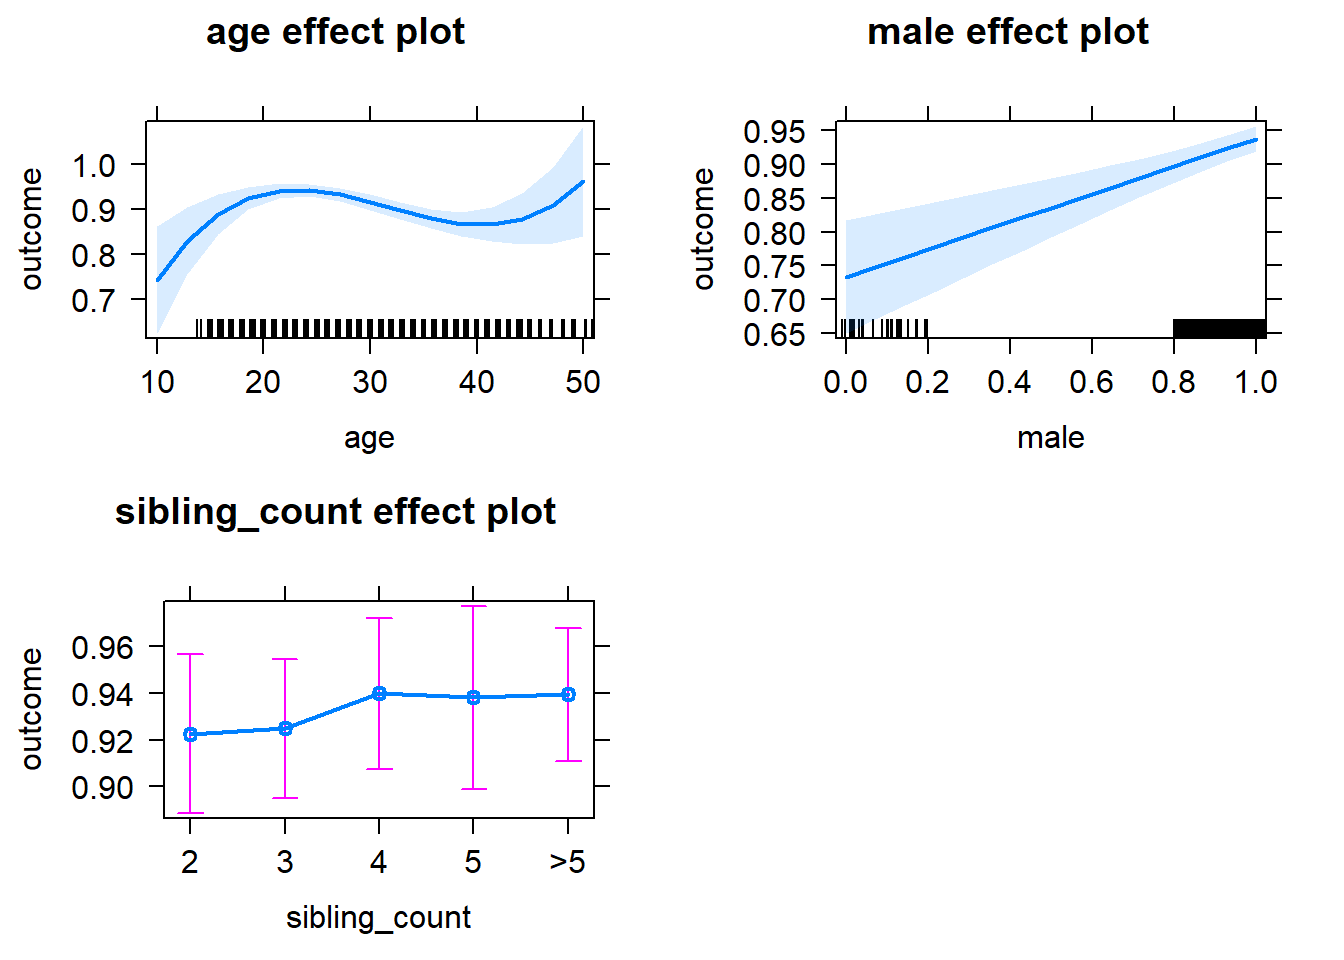 age effect plot
outcome
1.0
0.9
0.8
0.7
10 20 30 40 50
age
male effect plot
outcome
0.95
0.90
0.85
0.80
0.75
0.70
0.65
0.0 0.2 0.4 0.6 0.8 1.0
male
sibling_count effect plot
outcome
0.96
0.94
0.92
0.90
2 3 4 5 >5
sibling_count